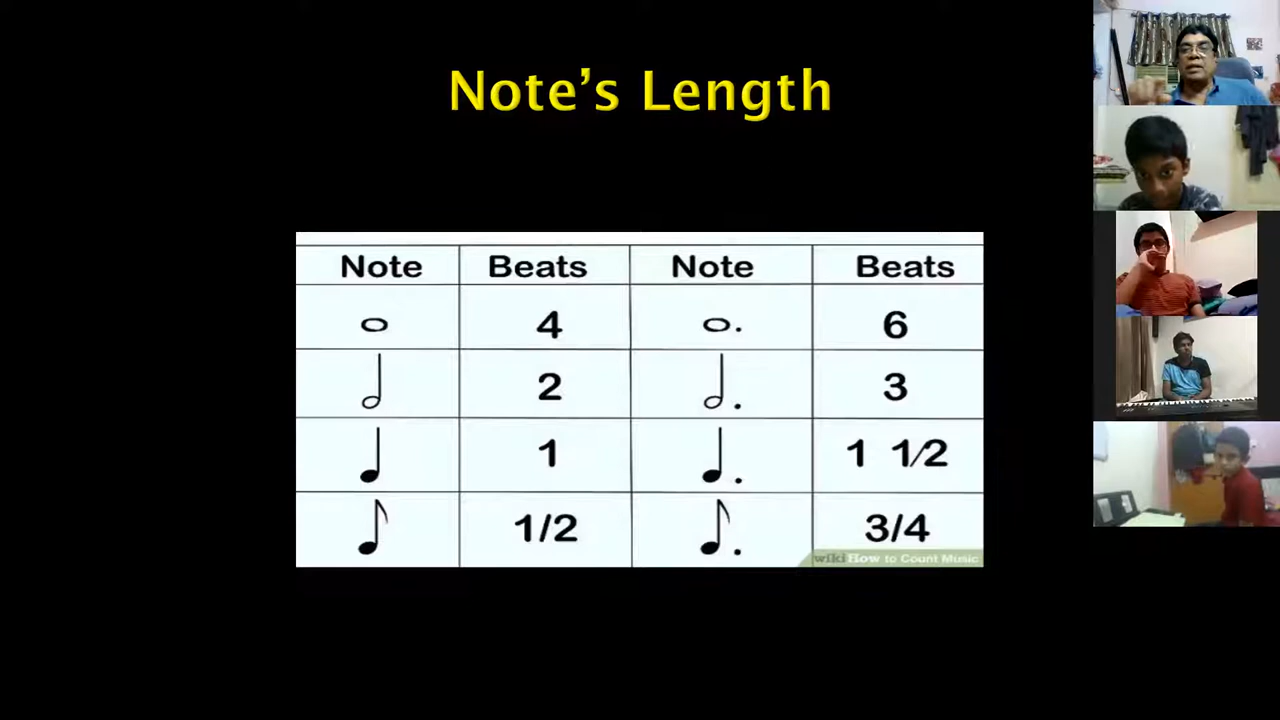 Note's Length
Note Beats Note Beats
4 6
2 3
1 1 1/2
1/2 3/4
wikiHow to Count Music